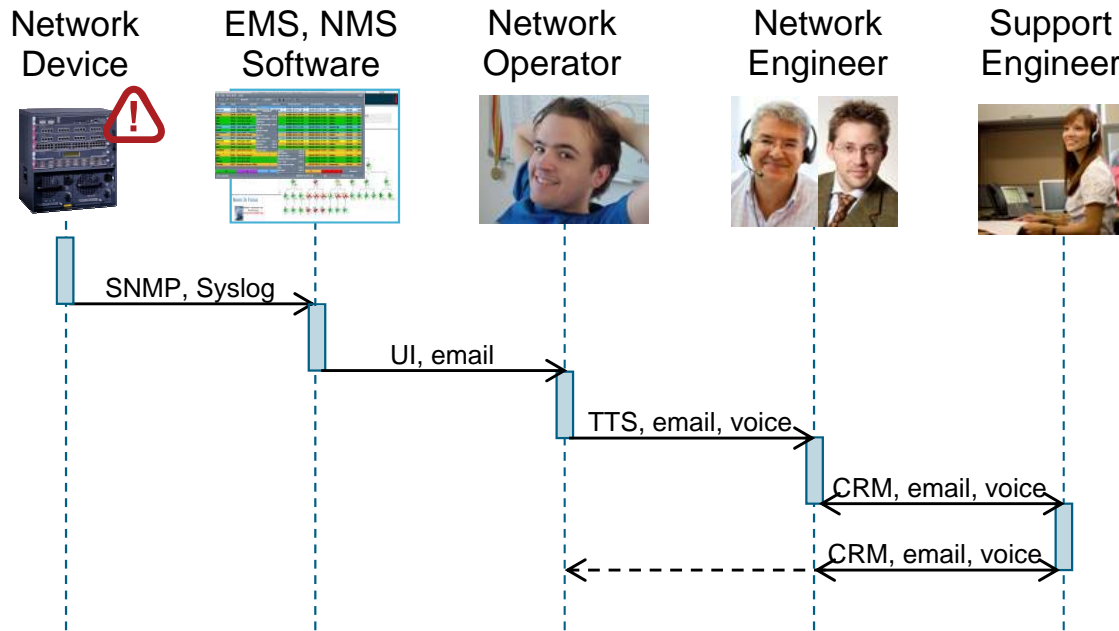 Network
Device
EMS, NMS
Software
Network
Operator
Network
Engineer
Support
Engineer
!
SNMP, Syslog
UI, email
TTS, email, voice
CRM, email, voice
CRM, email, voice